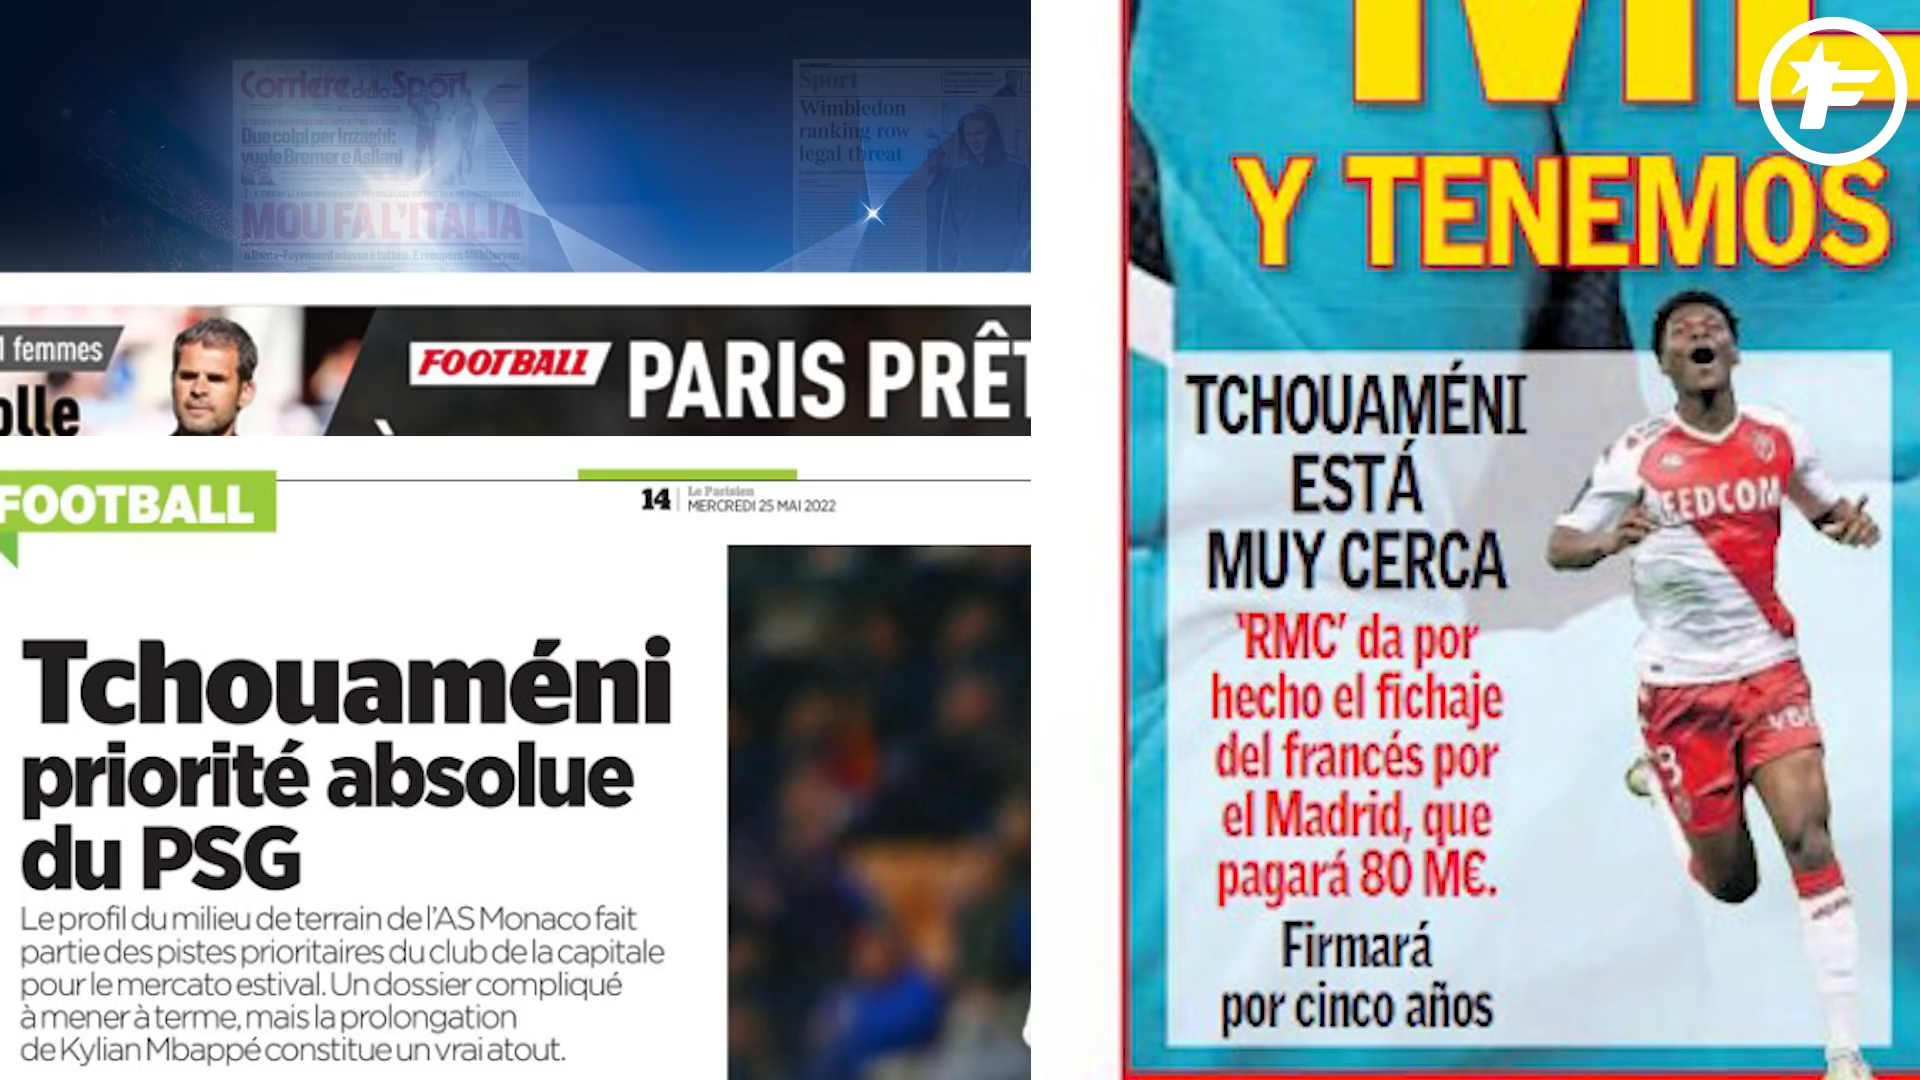 Corriere dello Sport
Due colpi per Inzaghi:
vuole Bremer e Asllani
MOU FA L'ITALIA
Sport
Wimbledon
ranking row
legal threat
1 femmes
olle
FOOTBALL
PARIS PRÊT
FOOTBALL
14
Le Parisien
MERCREDI 25 MAI 2022
Tchouaméni
priorité absolue
du PSG
Le profil du milieu de terrain de l'AS Monaco fait
partie des pistes prioritaires du club de la capitale
pour le mercato estival. Un dossier compliqué
à mener à terme, mais la prolongation
de Kylian Mbappé constitue un vrai atout.
F
Y TENEMOS
TCHOUAMÉNI
ESTÁ
MUY CERCA
'RMC' da por
hecho el fichaje
del francés por
el Madrid, que
pagará 80 M€.
Firmará
por cinco años
FEDCOM